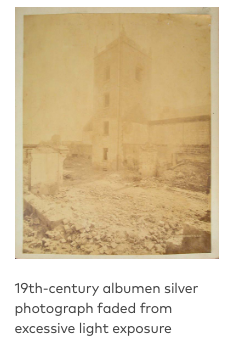 19th-century albumen silver
photograph faded from
excessive light exposure